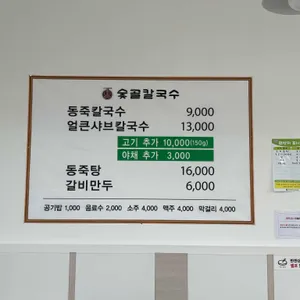 숯골칼국수
동죽칼국수 9,000
얼큰샤브칼국수 13,000
고기 추가 10,000(150g)
야채 추가 3,000
동죽탕 16,000
갈비만두 6,000
공기밥 1,000 음료수 2,000 소주 4,000 맥주 4,000 막걸리 4,000